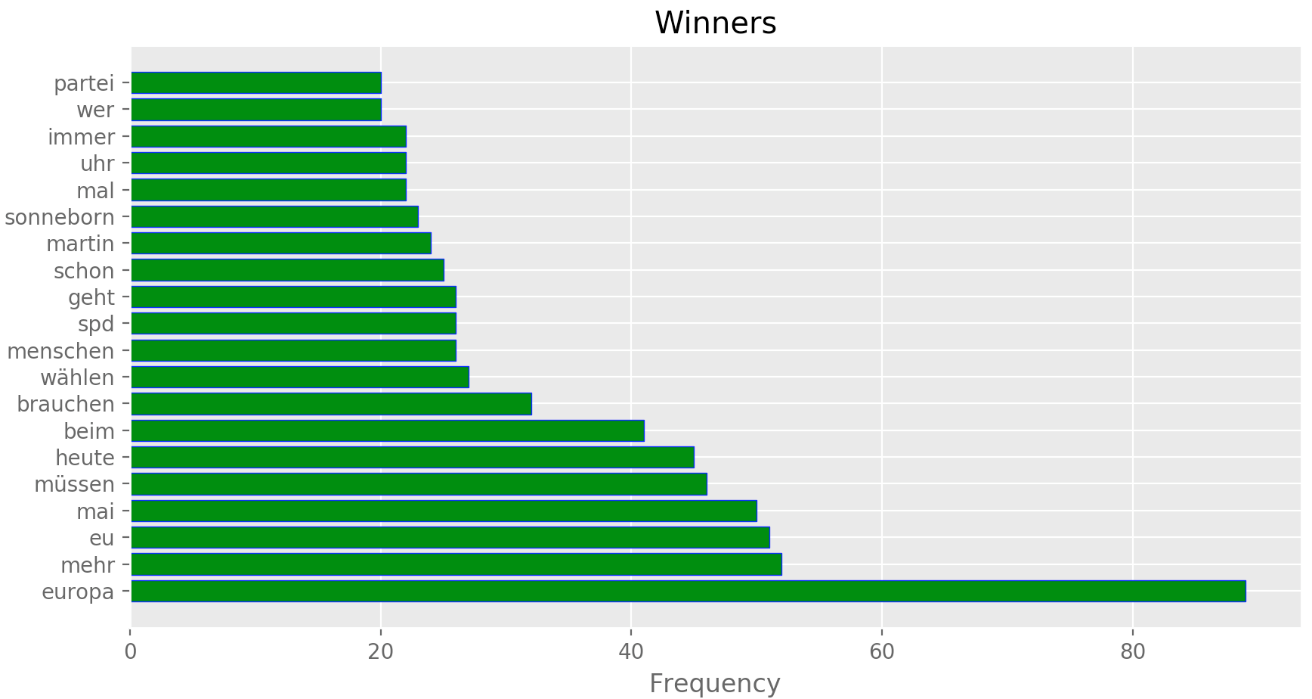 Winners
partei
wer
immer
uhr
mal
sonneborn
martin
schon
geht
spd
menschen
wählen
brauchen
beim
heute
müssen
mai
eu
mehr
europa
0 20 40 60 80
Frequency